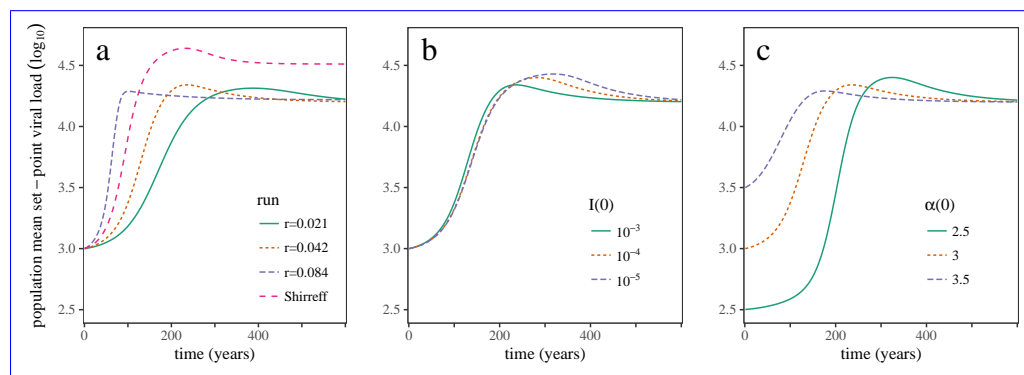 population mean set − point viral load (log10)
a
4.5
4.0
3.5
3.0
2.5
run
r=0.021
r=0.042
r=0.084
Shirreff
0 200 400
time (years)
b
4.5
4.0
3.5
3.0
2.5
I(0)
10−3
10−4
10−5
0 200 400
time (years)
c
4.5
4.0
3.5
3.0
2.5
α(0)
2.5
3
3.5
0 200 400
time (years)